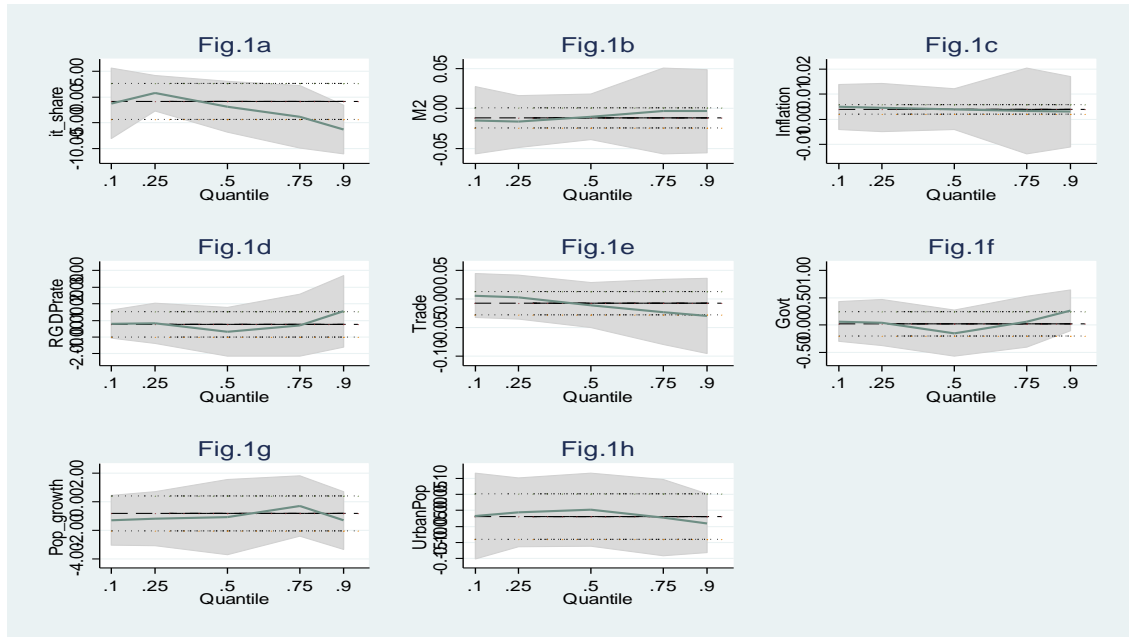 Fig.1a
it_share
.1 .25 .5 .75 .9
Quantile
Fig.1b
M2
0.05
0.00
-0.05
.1 .25 .5 .75 .9
Quantile
Fig.1c
Inflation
.1 .25 .5 .75 .9
Quantile
Fig.1d
RGDPrate
.1 .25 .5 .75 .9
Quantile
Fig.1e
Trade
.1 .25 .5 .75 .9
Quantile
Fig.1f
Govt
.1 .25 .5 .75 .9
Quantile
Fig.1g
Pop_growth
.1 .25 .5 .75 .9
Quantile
Fig.1h
UrbanPop
.1 .25 .5 .75 .9
Quantile